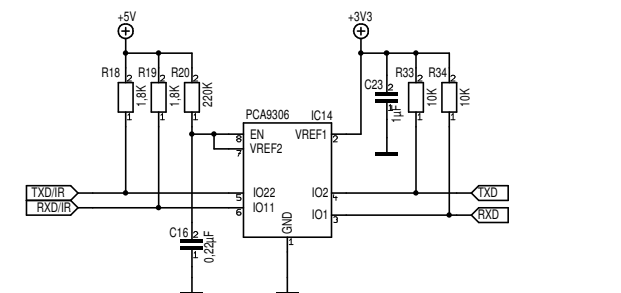 +5V
+3V3
R18
2
1
1,8K
R19
2
1
1,8K
R20
2
1
220K
C23
2
1
1µF
R33
2
1
10K
R34
2
1
10K
PCA9306
IC14
EN
8
VREF2
7
VREF1
2
TXD/IR
5
IO22
IO2
4
TXD
RXD/IR
6
IO11
IO1
3
RXD
GND
1
C16
2
1
0,22µF